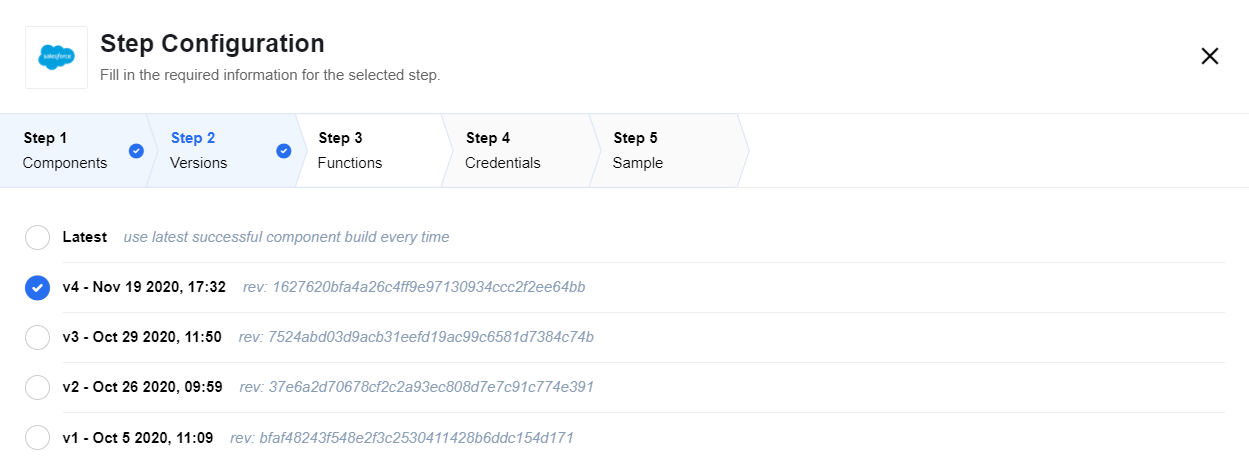 salesforce
Step Configuration
Fill in the required information for the selected step.
Step 1
Components
Step 2
Versions
Step 3
Functions
Step 4
Credentials
Step 5
Sample
Latest use latest successful component build every time
v4 - Nov 19 2020, 17:32 rev: 1627620bfa4a26c4ff9e97130934ccc2f2ee64bb
v3 - Oct 29 2020, 11:50 rev: 7524abd03d9acb31eefd19ac99c6581d7384c74b
v2 - Oct 26 2020, 09:59 rev: 37e6a2d70678cf2c2a93ec808d7e7c91c774e391
v1 - Oct 5 2020, 11:09 rev: bfaf48243f548e2f3c2530411428b6ddc154d171